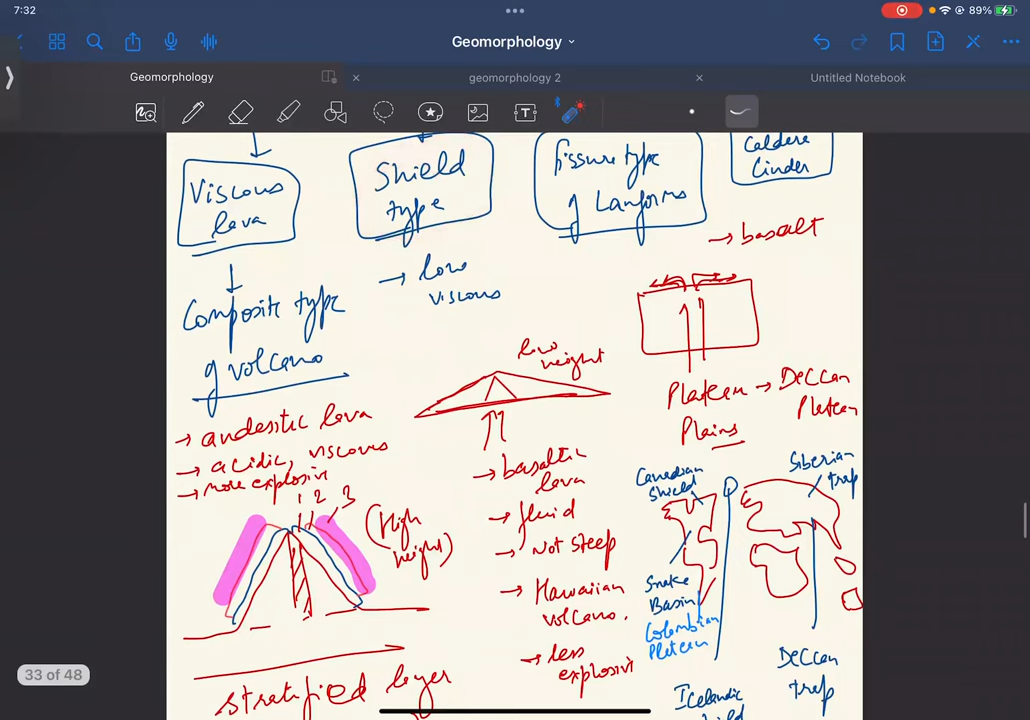 7:32
89%
Geomorphology
Geomorphology
geomorphology 2
Untitled Notebook
Viscous
lava
Shield
type
fissure type
of Lanforms
Caldera
Cinder
→ basalt
→ low
viscous
Composite type
of volcano
low
height
Plateau → Deccan
Plateau
Plains
→ andesitic lava
→ acidic, viscous
→ more explosive
1 2 3
(High
height)
→ basaltic
lava
→ fluid
→ Not steep
→ Hawaiian
volcano.
→ less
explosive
Canadian
Shield
Siberian
trap
Snake
Basin
Colombian
Plateau
Deccan
trap
Icelandic
33 of 48
stratified layer